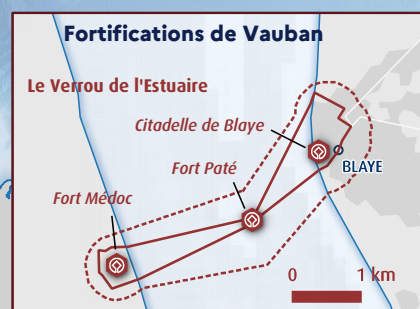 Fortifications de Vauban
Le Verrou de l'Estuaire
Citadelle de Blaye
BLAYE
Fort Paté
Fort Médoc
0 1 km